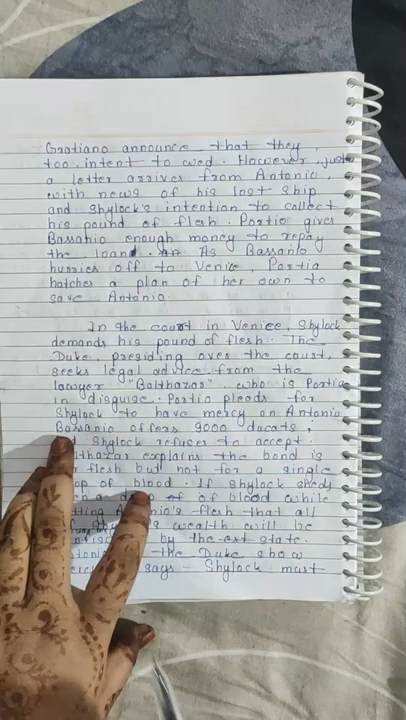 Gratiano announce that they
too, intent to wed. However, just
a letter arrives from Antonio,
with news of his lost ship
and Shylock's intention to collect
his pound of flesh. Portio gives
Bassanio enough money to repay
the loan. As Bassanio
hurries off to Venice, Portia
hatches a plan of her own to
save Antonio.
In the court in Venice, Shylock
demands his pound of flesh. The
Duke, presiding over the court,
seeks legal advice from the
lawyer "Balthazar", who is Portia
in disguise. Portia pleads for
Shylock to have mercy on Antonio
Bassanio offers 9000 ducats,
Shylock refuses to accept.
explains the bond is
flesh but not for a single
of blood. If Shylock sheds
a of of blood while
flesh that all
wealth will be
by the state.
the Duke show
says - Shylock must